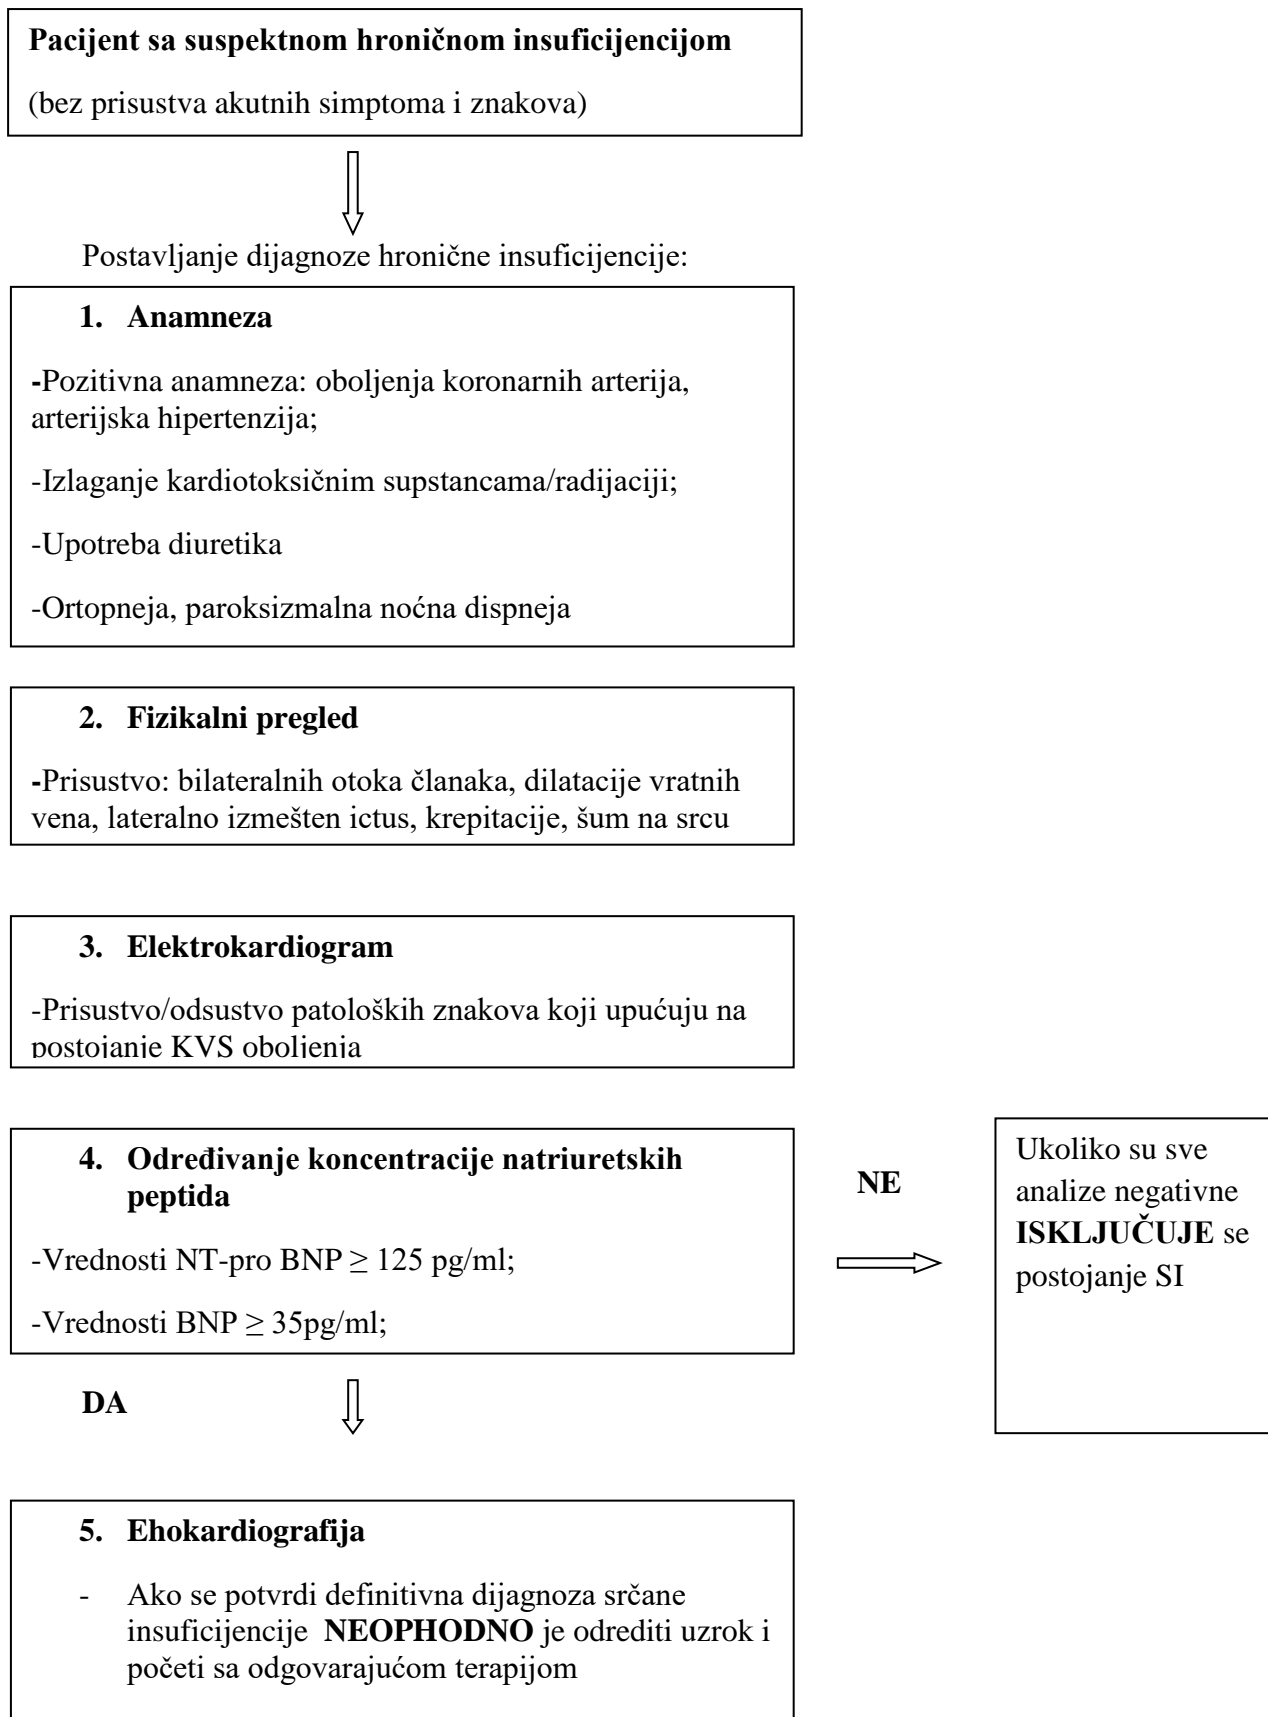 Pacijent sa suspektnom hroničnom insuficijencijom
(bez prisustva akutnih simptoma i znakova)
Postavljanje dijagnoze hronične insuficijencije:
1. Anamneza
-Pozitivna anamneza: oboljenja koronarnih arterija,
arterijska hipertenzija;
-Izlaganje kardiotoksičnim supstancama/radijaciji;
-Upotreba diuretika
-Ortopneja, paroksizmalna noćna dispneja
2. Fizikalni pregled
-Prisustvo: bilateralnih otoka članaka, dilatacije vratnih
vena, lateralno izmešten ictus, krepitacije, šum na srcu
3. Elektrokardiogram
-Prisustvo/odsustvo patoloških znakova koji upućuju na
postojanje KVS oboljenja
4. Određivanje koncentracije natriuretskih
peptida
-Vrednosti NT-pro BNP ≥ 125 pg/ml;
-Vrednosti BNP ≥ 35pg/ml;
NE
Ukoliko su sve
analize negativne
ISKLJUČUJE se
postojanje SI
DA
5. Ehokardiografija
- Ako se potvrdi definitivna dijagnoza srčane
insuficijencije NEOPHODNO je odrediti uzrok i
početi sa odgovarajućom terapijom